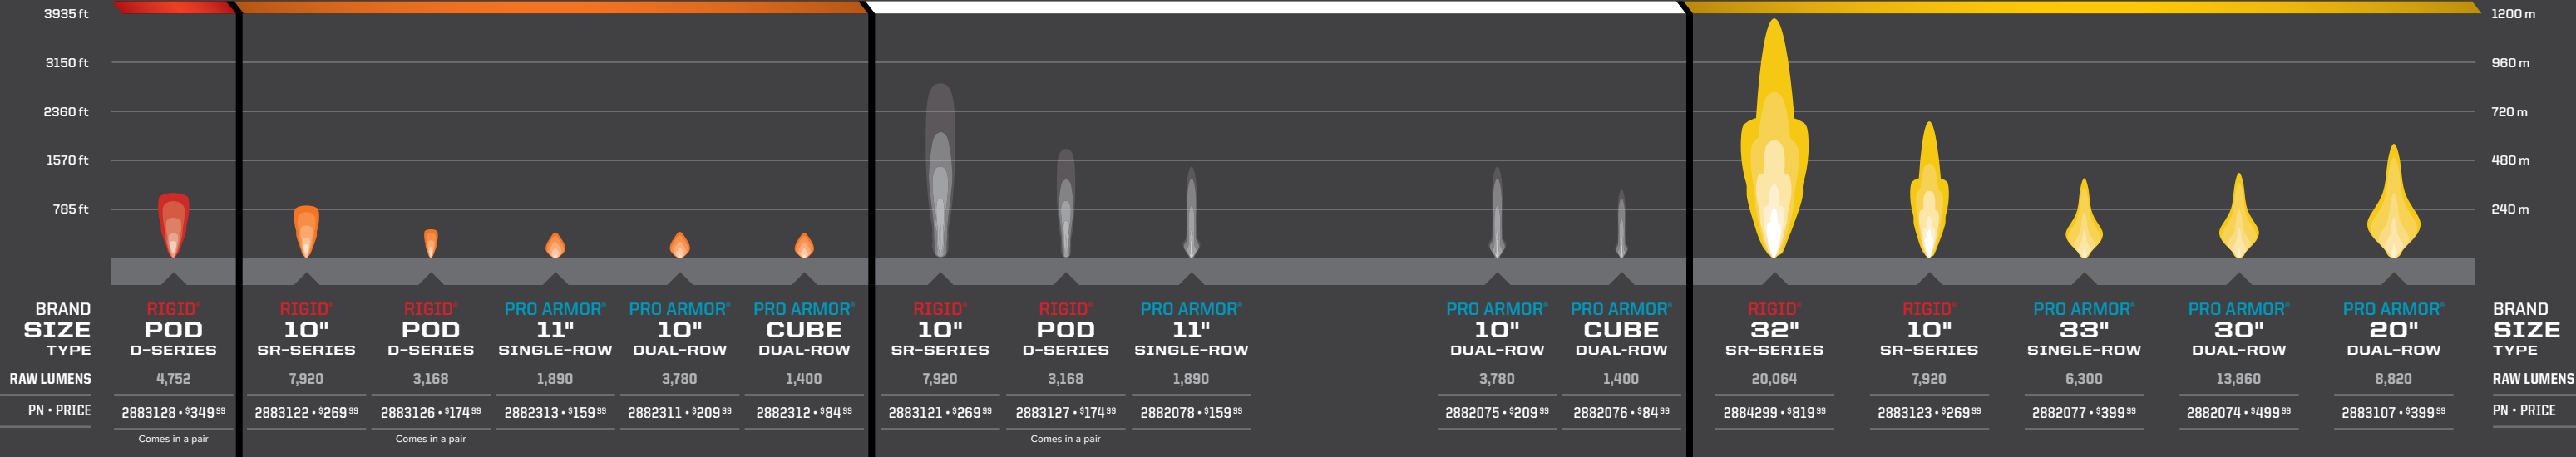 3935 ft
3150 ft
2360 ft
1570 ft
785 ft
1200 m
960 m
720 m
480 m
240 m
BRAND RIGID® RIGID® RIGID® PRO ARMOR® PRO ARMOR® PRO ARMOR® RIGID® RIGID® PRO ARMOR® PRO ARMOR® PRO ARMOR® RIGID® RIGID® PRO ARMOR® PRO ARMOR® PRO ARMOR® BRAND
SIZE POD 10" POD 11" 10" CUBE 10" POD 11" 10" CUBE 32" 10" 33" 30" 20" SIZE
TYPE D-SERIES SR-SERIES D-SERIES SINGLE-ROW DUAL-ROW DUAL-ROW SR-SERIES D-SERIES SINGLE-ROW DUAL-ROW DUAL-ROW SR-SERIES SR-SERIES SINGLE-ROW DUAL-ROW DUAL-ROW TYPE
RAW LUMENS 4,752 7,920 3,168 1,890 3,780 1,400 7,920 3,168 1,890 3,780 1,400 20,064 7,920 6,300 13,860 8,820 RAW LUMENS
PN • PRICE 2883128 • $349.99 2883122 • $269.99 2883126 • $174.99 2882313 • $159.99 2882311 • $209.99 2882312 • $84.99 2883121 • $269.99 2883127 • $174.99 2882078 • $159.99 2882075 • $209.99 2882076 • $84.99 2884299 • $819.99 2883123 • $269.99 2882077 • $399.99 2882074 • $499.99 2883107 • $399.99 PN • PRICE
Comes in a pair Comes in a pair Comes in a pair